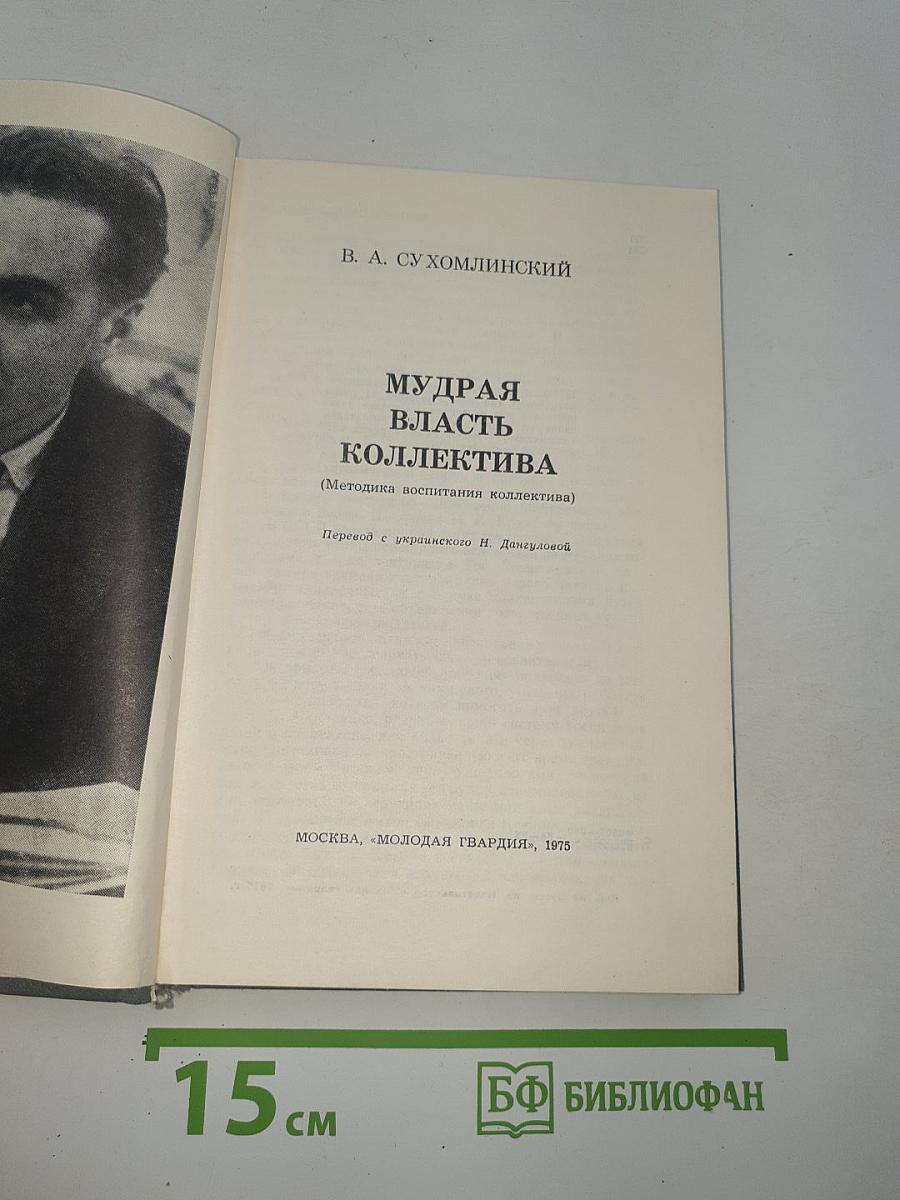 В. А. СУХОМЛИНСКИЙ
МУДРАЯ
ВЛАСТЬ
КОЛЛЕКТИВА
(Методика воспитания коллектива)
Перевод с украинского Н. Дангуловой
МОСКВА, «МОЛОДАЯ ГВАРДИЯ», 1975
15 см
БФ БИБЛИОФАН